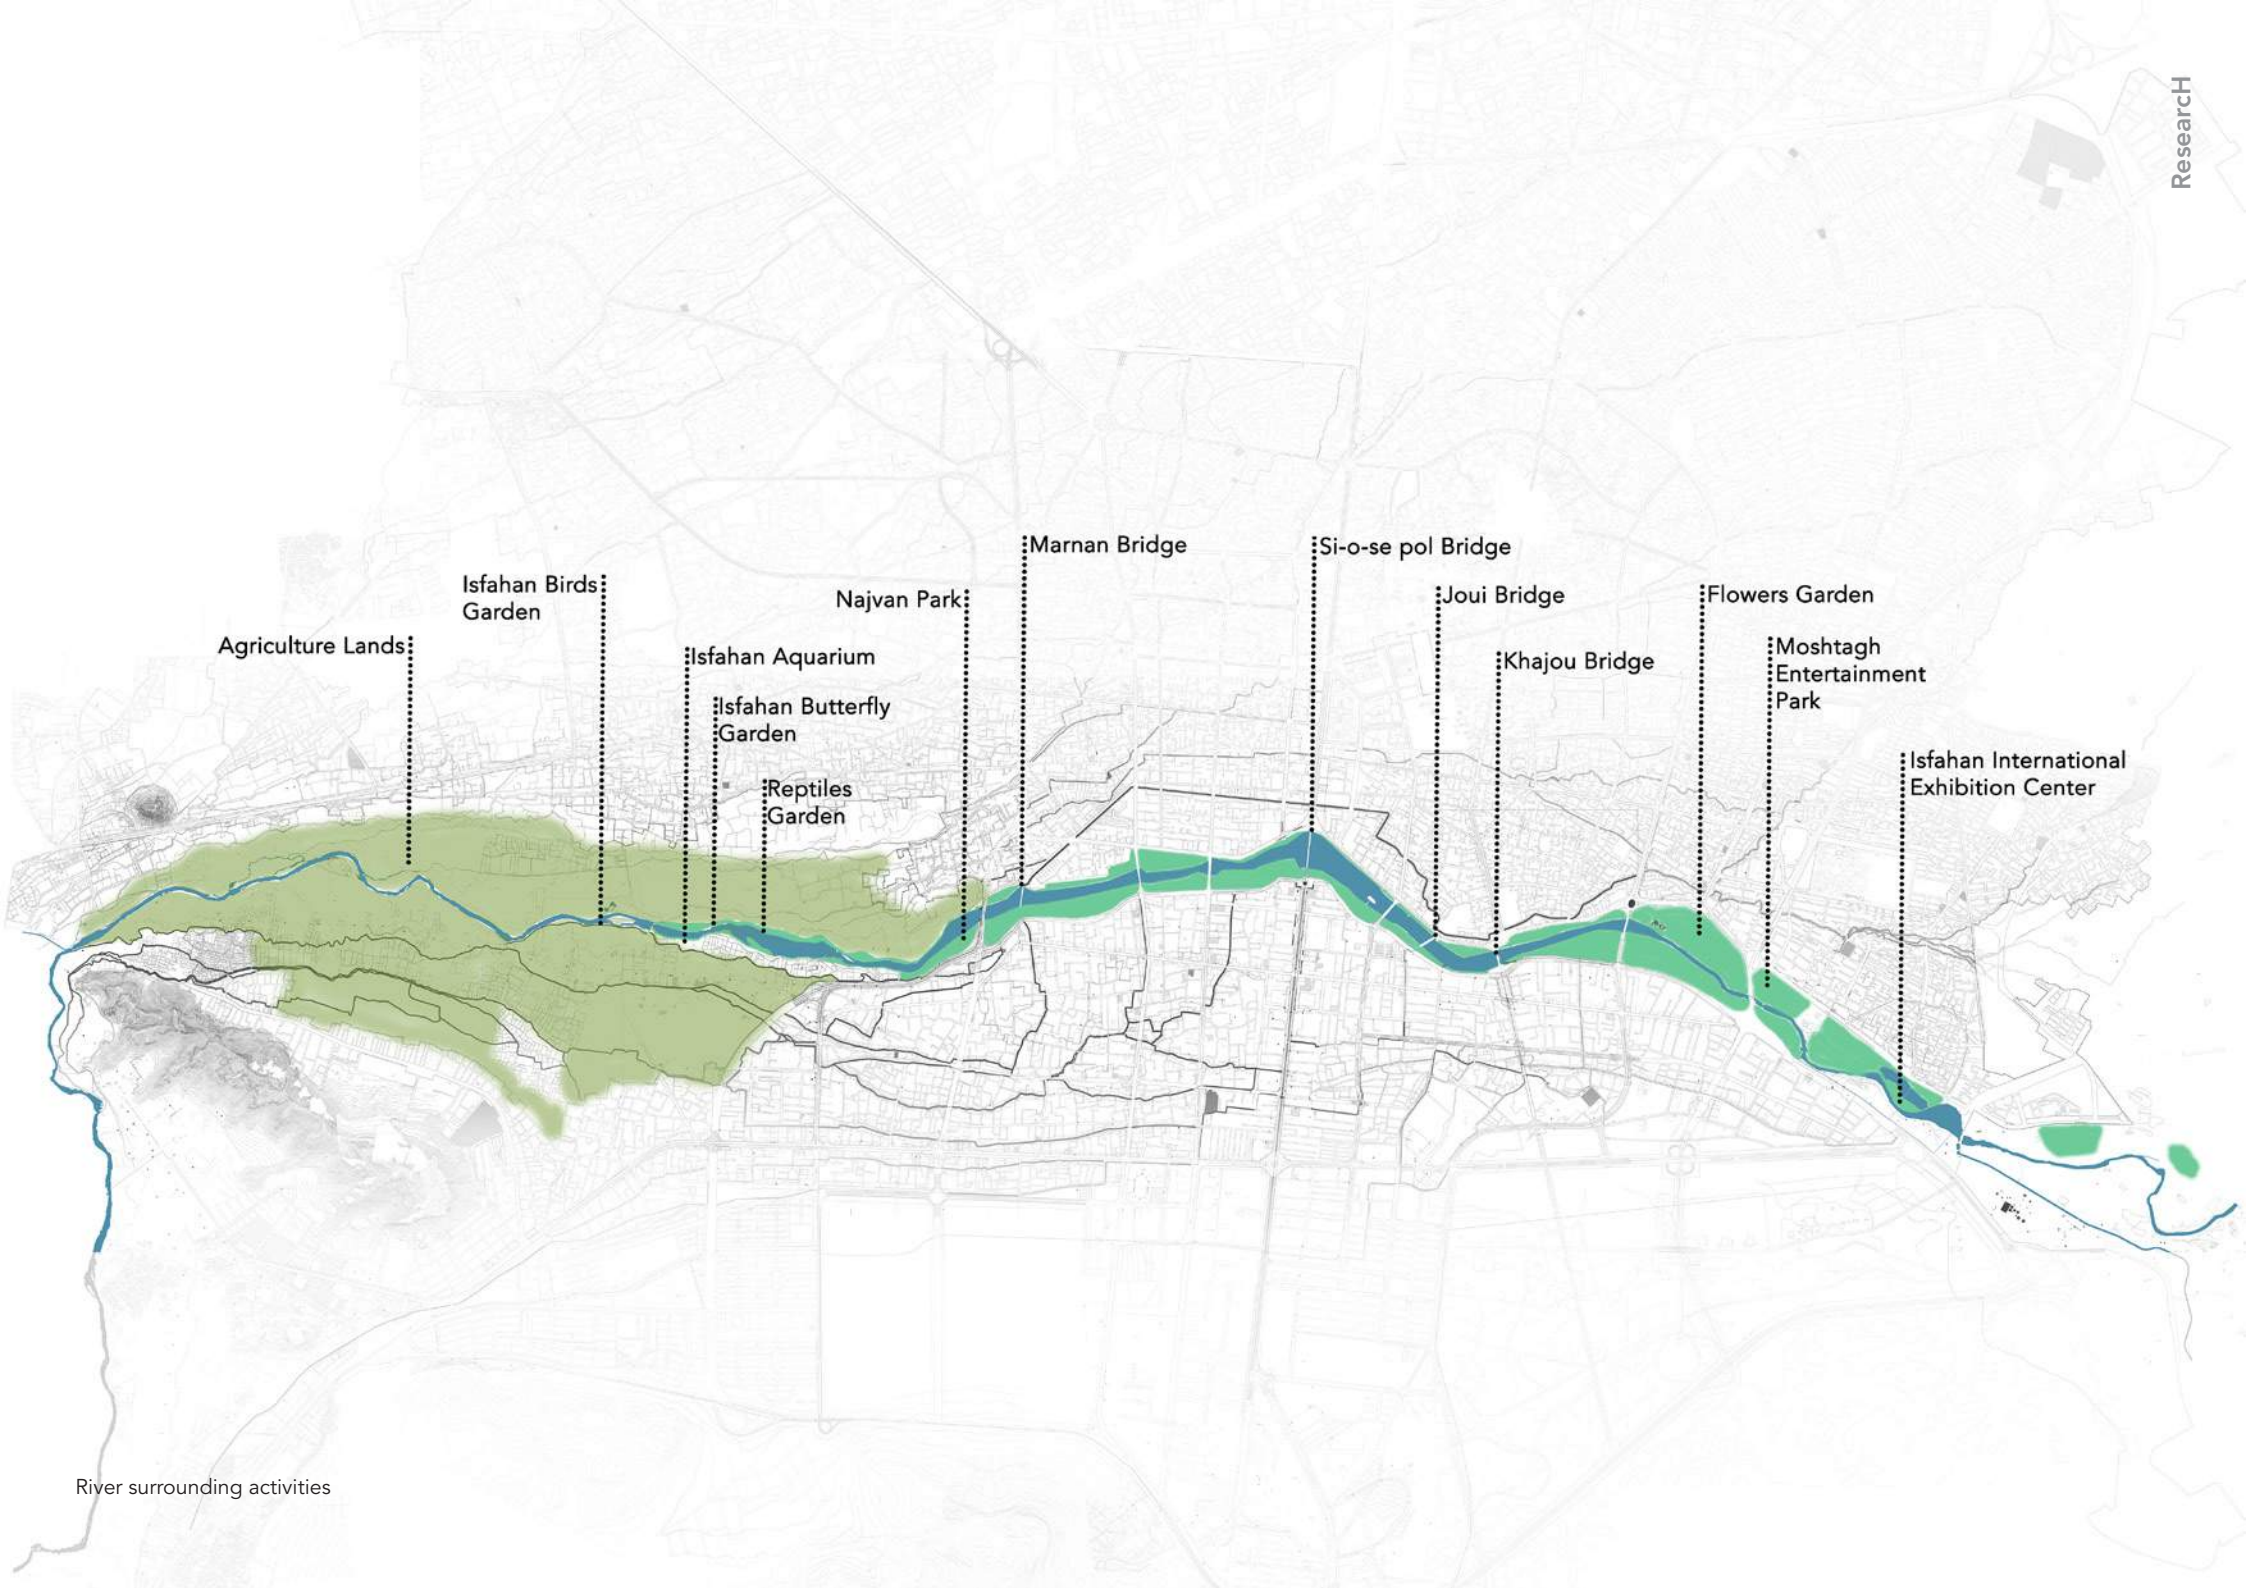 ResearcH
Marnan Bridge
Si-o-se pol Bridge
Isfahan Birds
Garden
Najvan Park
Joui Bridge
Flowers Garden
Agriculture Lands
Isfahan Aquarium
Khajou Bridge
Moshtagh
Entertainment
Park
Isfahan Butterfly
Garden
Reptiles
Garden
Isfahan International
Exhibition Center
River surrounding activities